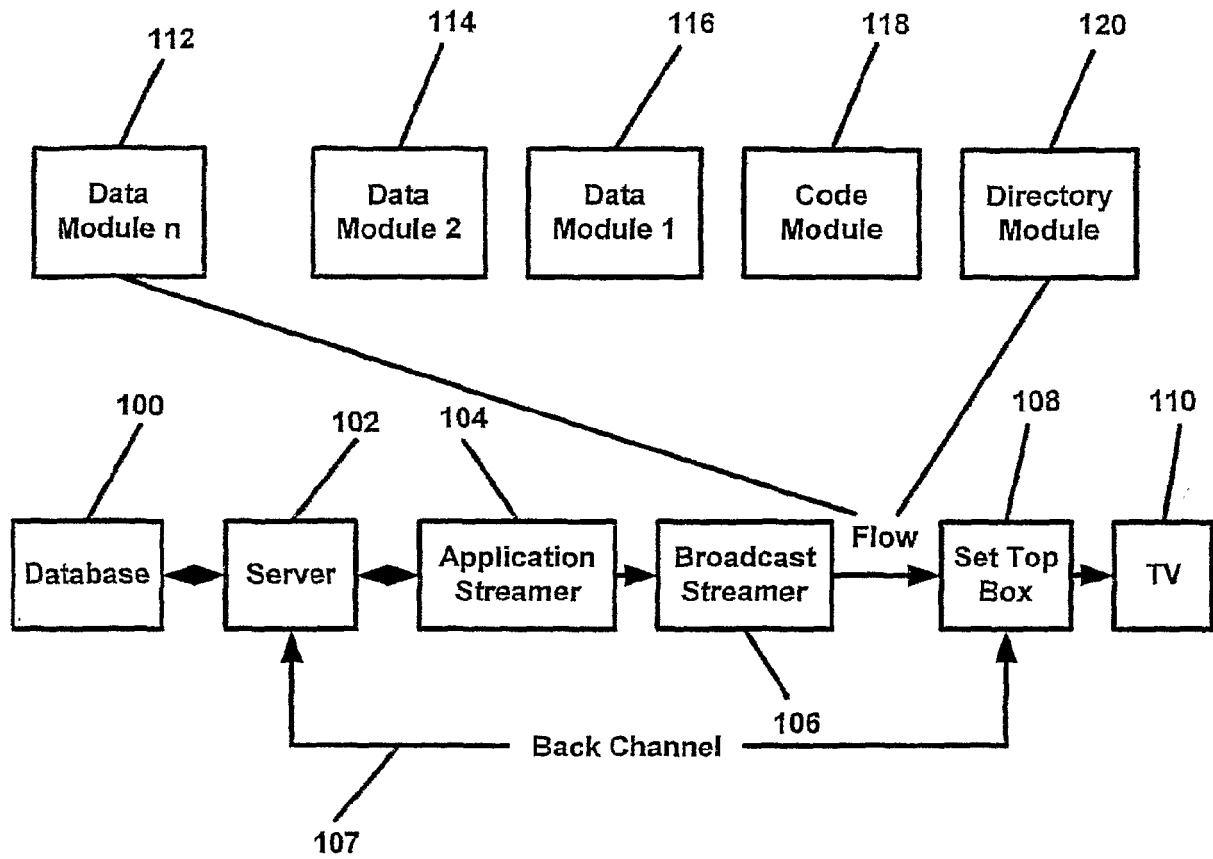 112
114
116
118
120
Data
Module n
Data
Module 2
Data
Module 1
Code
Module
Directory
Module
100
102
104
108
110
Flow
Database
Server
Application
Streamer
Broadcast
Streamer
Set Top
Box
TV
106
Back Channel
107